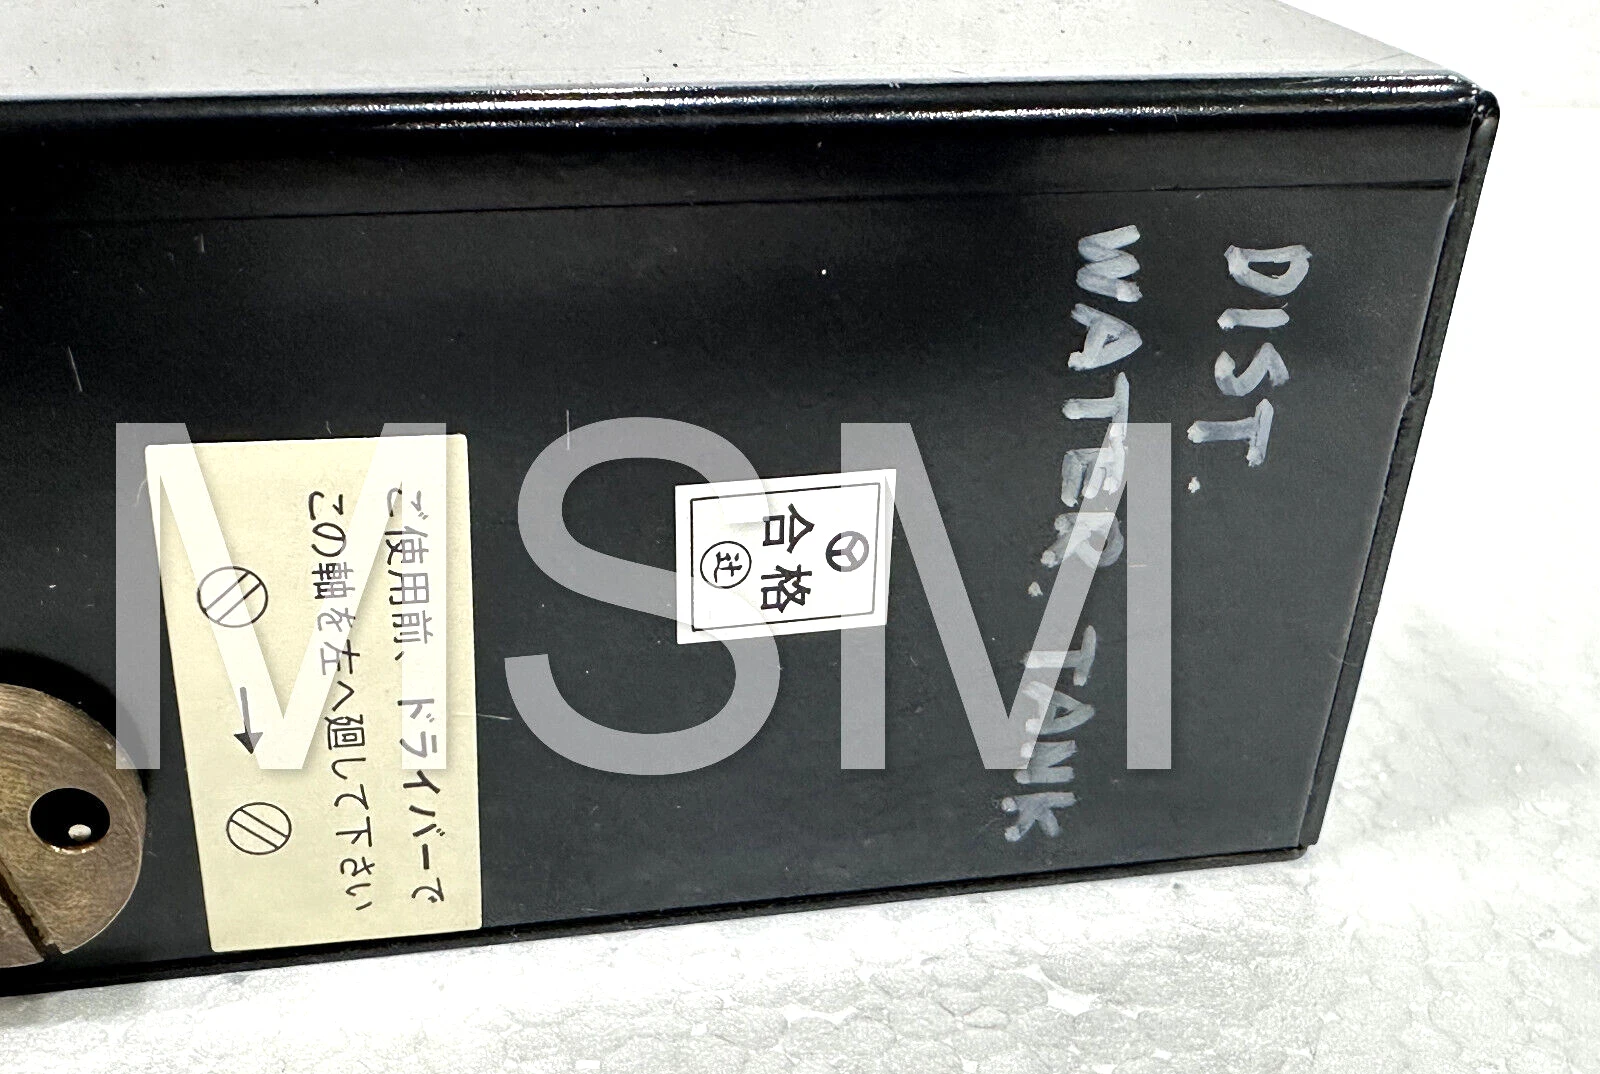 DIST.
WATER. TANK
合格
辻
ご使用前、ドライバーで
この軸を左へ廻して下さい
MSM